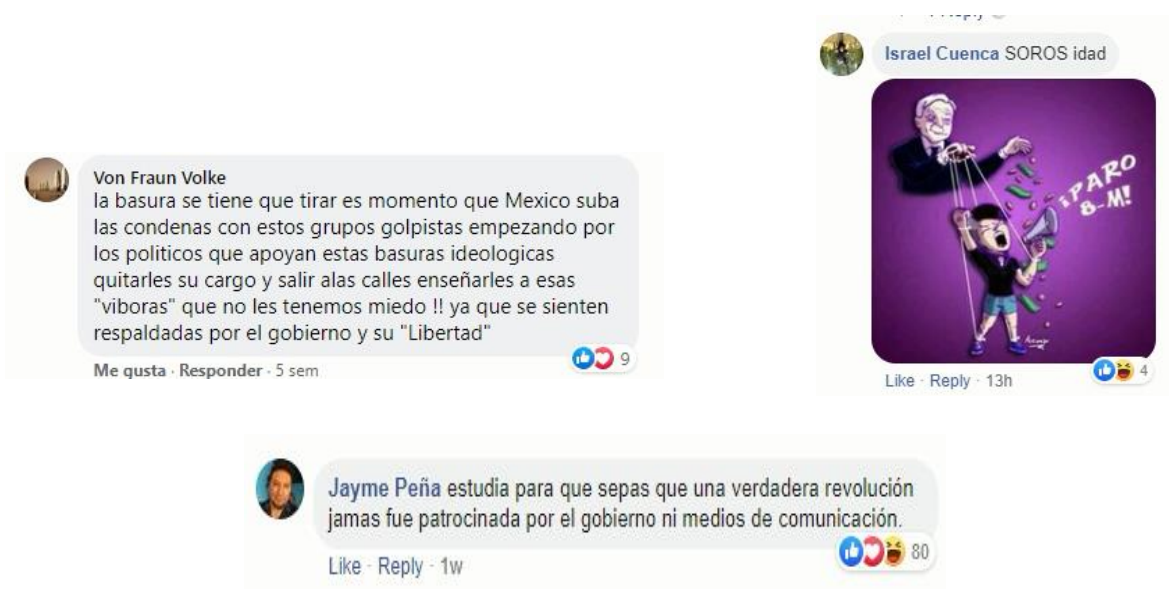 Von Fraun Volke
la basura se tiene que tirar es momento que Mexico suba
las condenas con estos grupos golpistas empezando por
los politicos que apoyan estas basuras ideologicas
quitarles su cargo y salir alas calles enseñarles a esas
"viboras" que no les tenemos miedo !! ya que se sienten
respaldadas por el gobierno y su "Libertad"
9
Me gusta · Responder · 5 sem
Israel Cuenca SOROS idad
¡PARO
8-M!
4
Like · Reply · 13h
Jayme Peña estudia para que sepas que una verdadera revolución
jamas fue patrocinada por el gobierno ni medios de comunicación.
80
Like · Reply · 1w